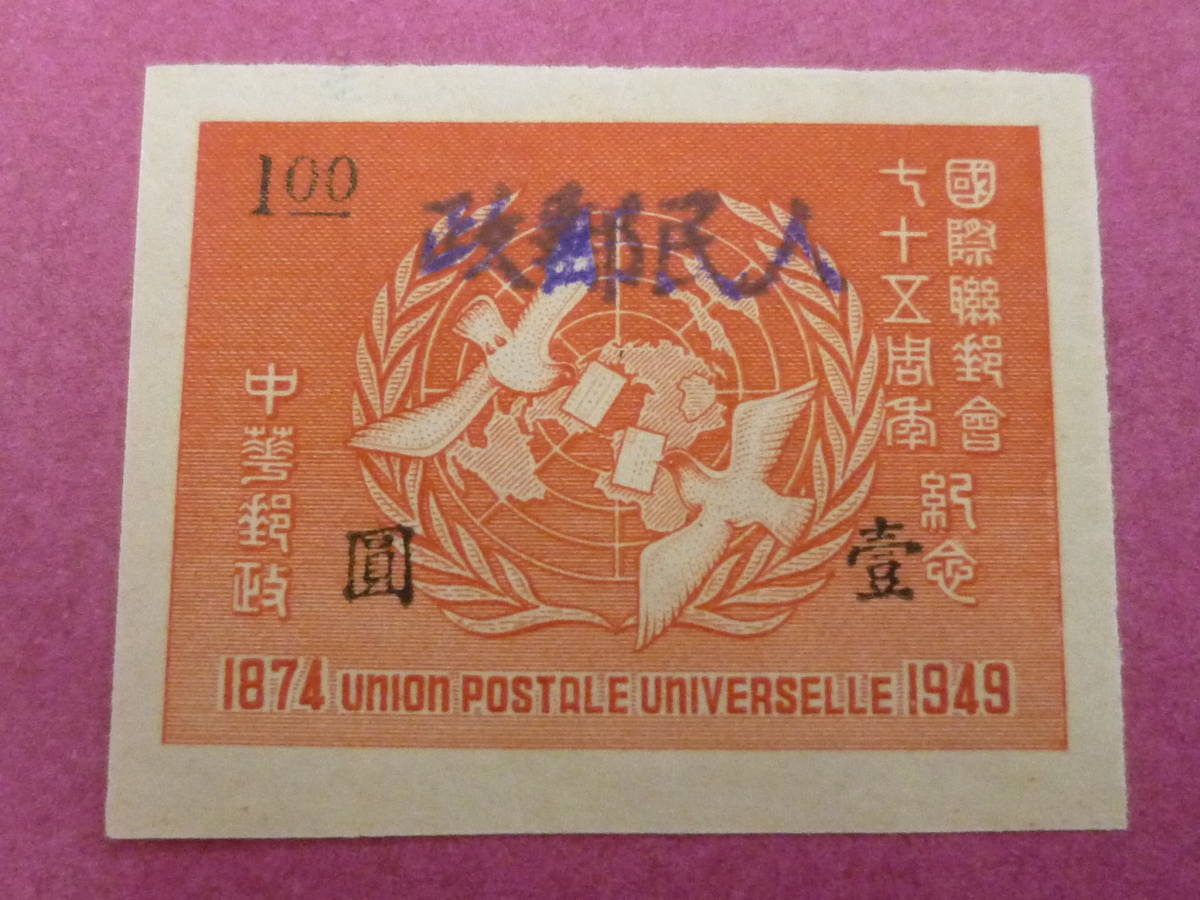 1.00
政郵民人
國際聯郵會
七十五周年
紀念
中華郵政
圓
壹
1874 UNION POSTALE UNIVERSELLE 1949